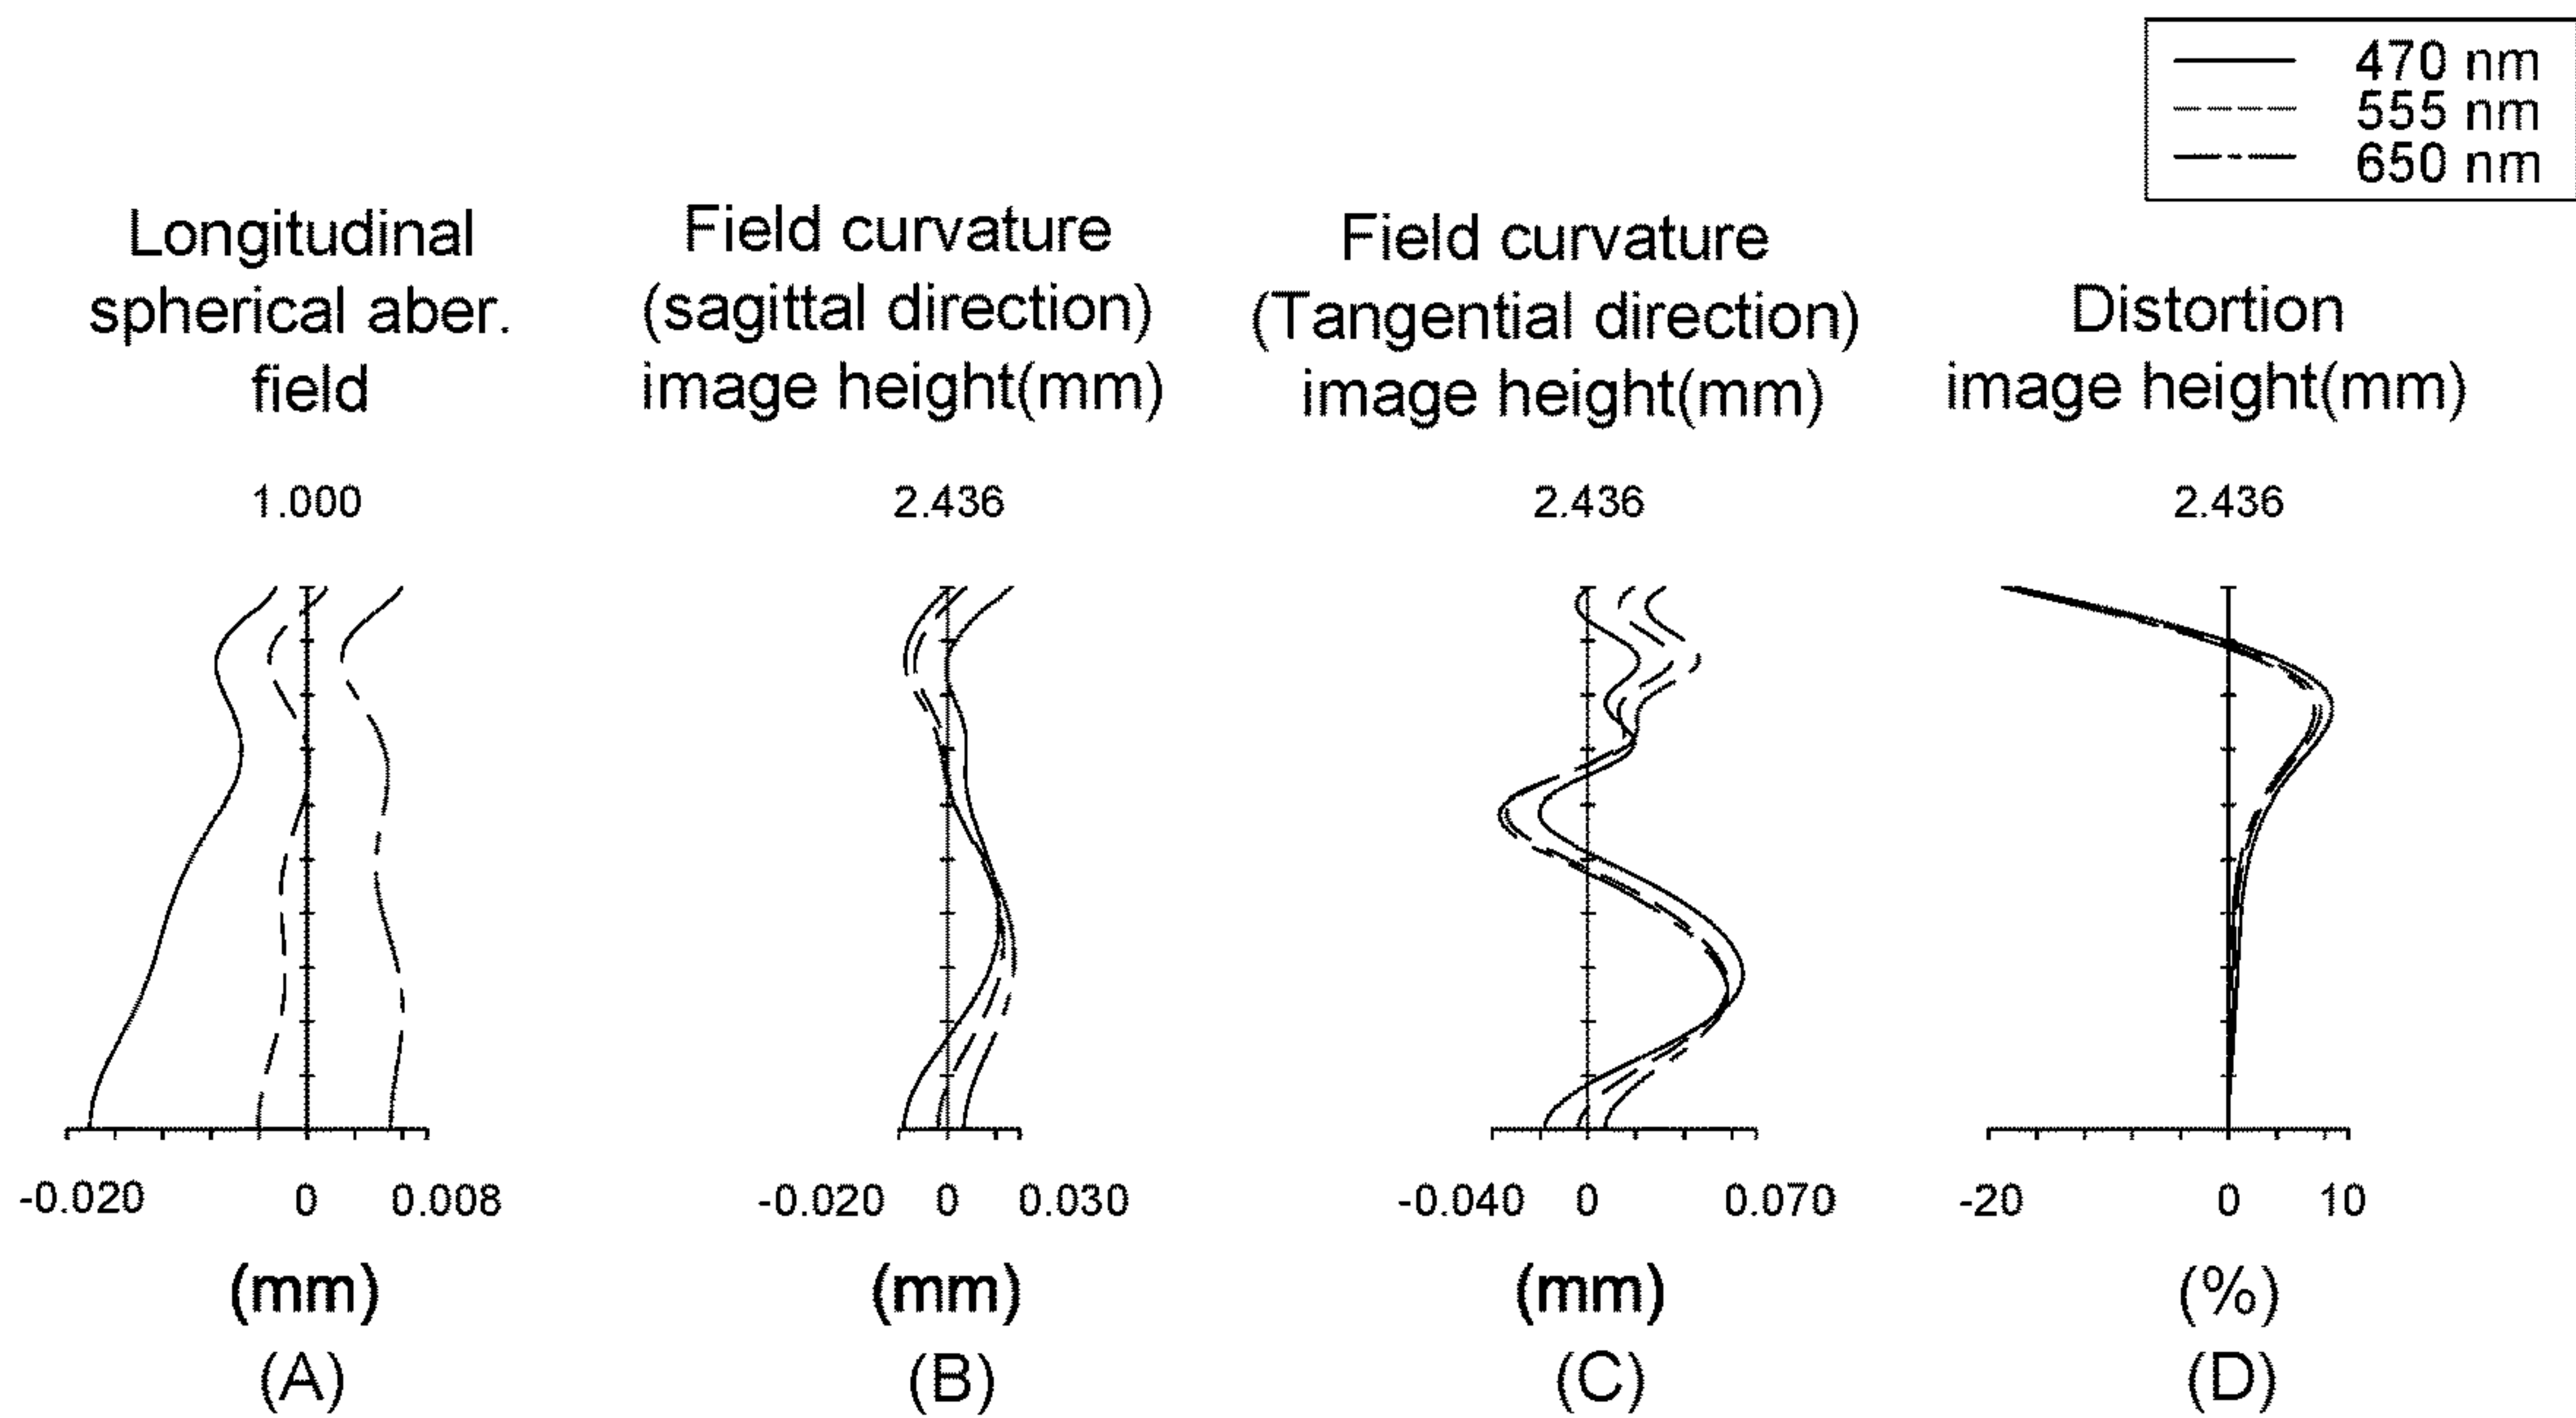 470 nm
555 nm
650 nm
Longitudinal
spherical aber.
field
1.000
-0.020 0 0.008
(mm)
(A)
Field curvature
(sagittal direction)
image height(mm)
2.436
-0.020 0 0.030
(mm)
(B)
Field curvature
(Tangential direction)
image height(mm)
2.436
-0.040 0 0.070
(mm)
(C)
Distortion
image height(mm)
2.436
-20 0 10
(%)
(D)